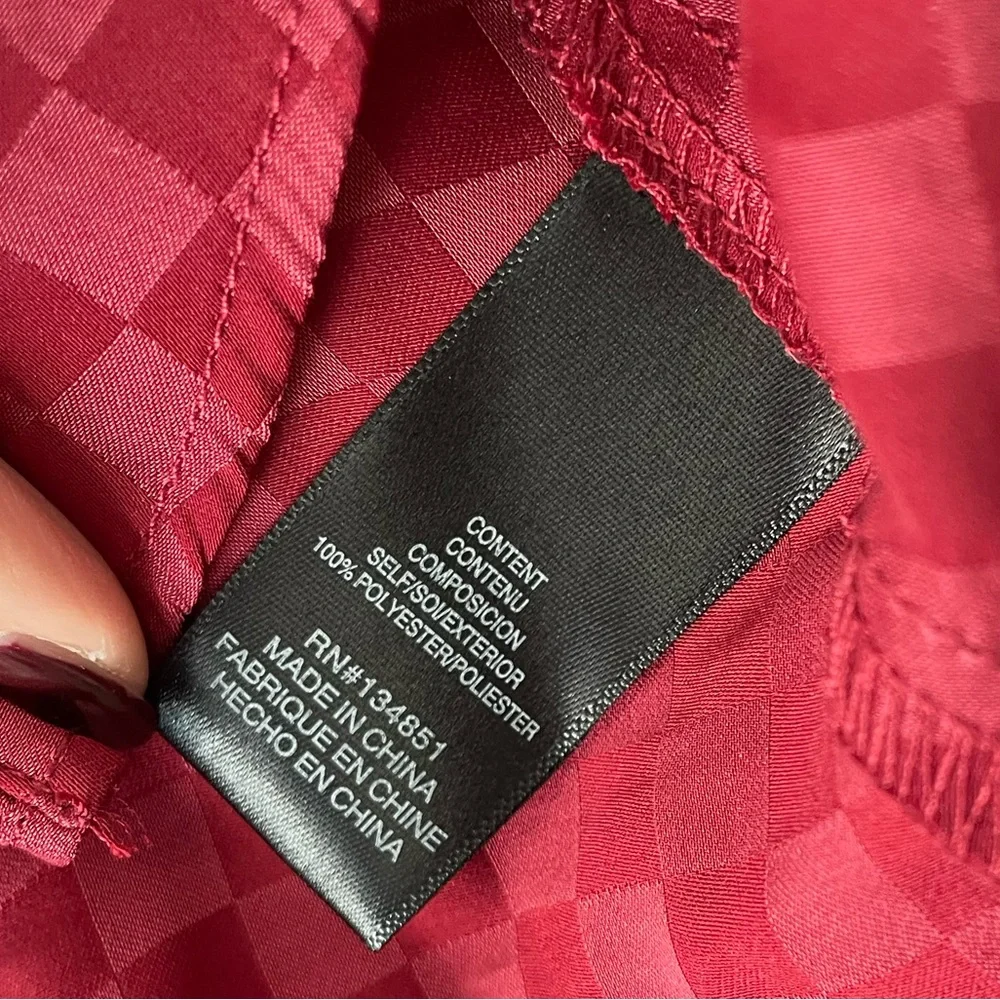 CONTENT
CONTENU
COMPOSICION
SELF/SOI/EXTERIOR
100% POLYESTER/POLIESTER
RN#134851
MADE IN CHINA
FABRIQUE EN CHINE
HECHO EN CHINA